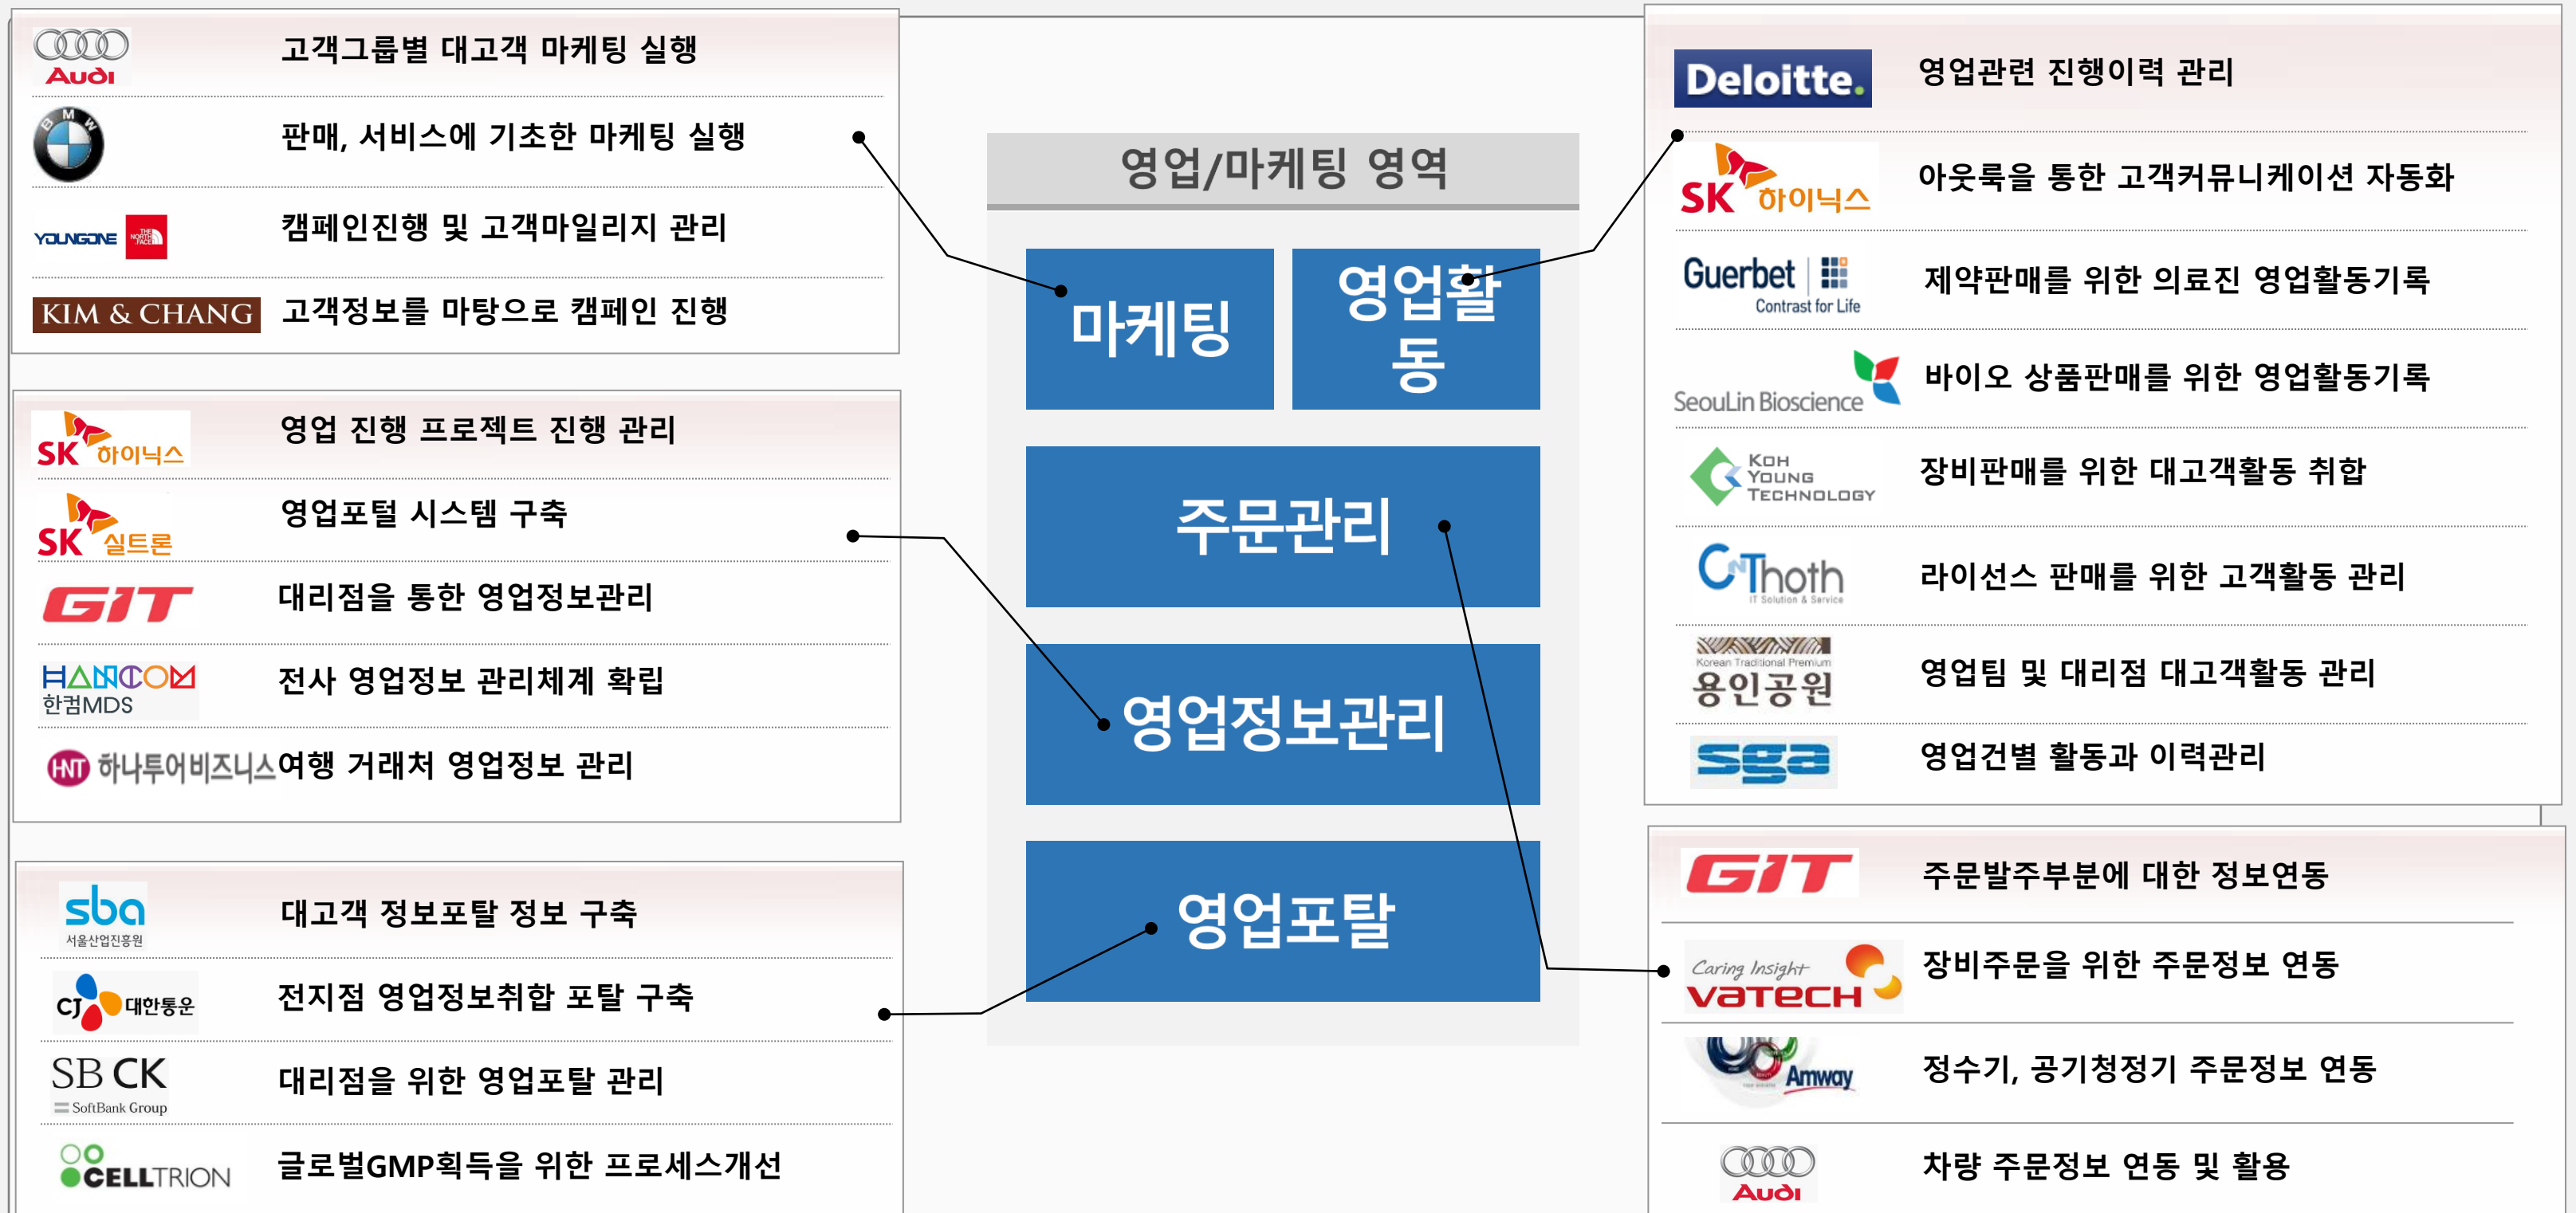 Audi
고객그룹별 대고객 마케팅 실행
BMW
판매, 서비스에 기초한 마케팅 실행
YOUNGONE
THE NORTH FACE
캠페인진행 및 고객마일리지 관리
KIM & CHANG
고객정보를 마탕으로 캠페인 진행
SK 하이닉스
영업 진행 프로젝트 진행 관리
SK 실트론
영업포털 시스템 구축
GIT
대리점을 통한 영업정보관리
HANCOM
한컴MDS
전사 영업정보 관리체계 확립
HNT 하나투어비즈니스
여행 거래처 영업정보 관리
sba
서울산업진흥원
대고객 정보포탈 정보 구축
CJ 대한통운
전지점 영업정보취합 포탈 구축
SB CK
SoftBank Group
대리점을 위한 영업포탈 관리
CELLTRION
글로벌GMP획득을 위한 프로세스개선
영업/마케팅 영역
마케팅
영업활
동
주문관리
영업정보관리
영업포탈
Deloitte.
영업관련 진행이력 관리
SK 하이닉스
아웃룩을 통한 고객커뮤니케이션 자동화
Guerbet
Contrast for Life
제약판매를 위한 의료진 영업활동기록
SeouLin Bioscience
바이오 상품판매를 위한 영업활동기록
KOH
YOUNG
TECHNOLOGY
장비판매를 위한 대고객활동 취합
CNThoth
IT Solution & Service
라이선스 판매를 위한 고객활동 관리
Korean Traditional Premium
용인공원
영업팀 및 대리점 대고객활동 관리
sga
영업건별 활동과 이력관리
GIT
주문발주부분에 대한 정보연동
Caring Insight
vatech
장비주문을 위한 주문정보 연동
Amway
정수기, 공기청정기 주문정보 연동
Audi
차량 주문정보 연동 및 활용